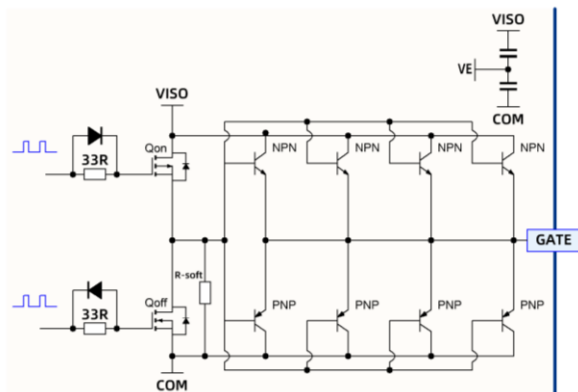 VISO
VE
COM
VISO
33R
Qon
NPN
NPN
NPN
NPN
GATE
R-soft
33R
Qoff
PNP
PNP
PNP
PNP
COM